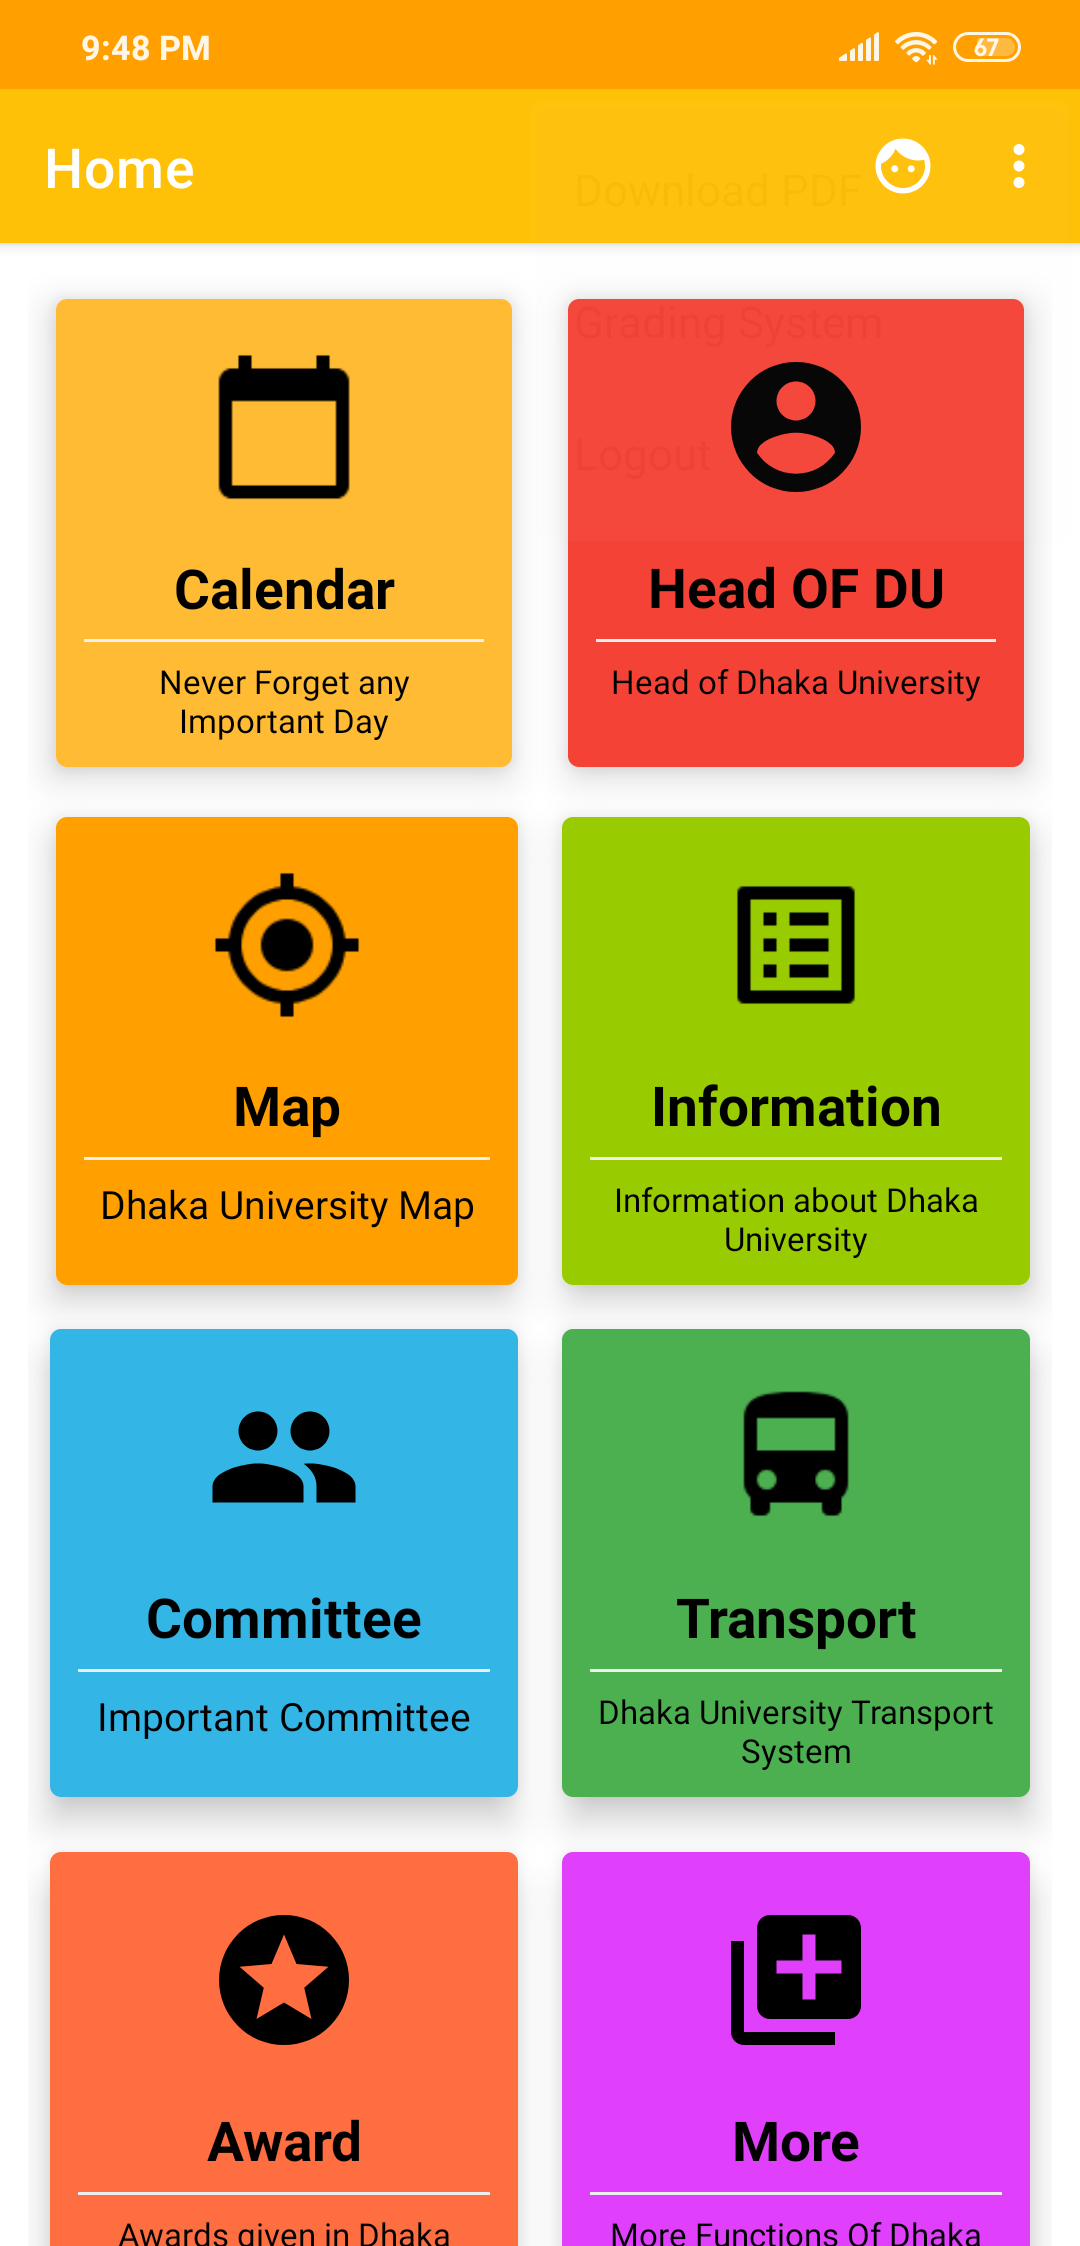 9:48 PM
67
Home
Download PDF
Grading System
Logout
Calendar
Never Forget any
Important Day
Head OF DU
Head of Dhaka University
Map
Dhaka University Map
Information
Information about Dhaka
University
Committee
Important Committee
Transport
Dhaka University Transport
System
Award
Awards given in Dhaka
More
More Functions Of Dhaka